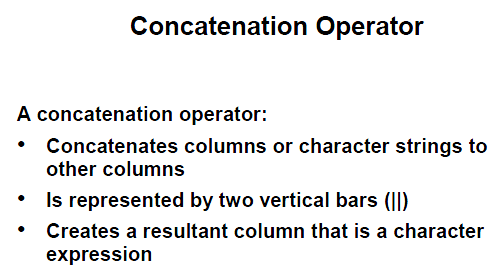 Concatenation Operator
A concatenation operator:
• Concatenates columns or character strings to
other columns
• Is represented by two vertical bars (||)
• Creates a resultant column that is a character
expression